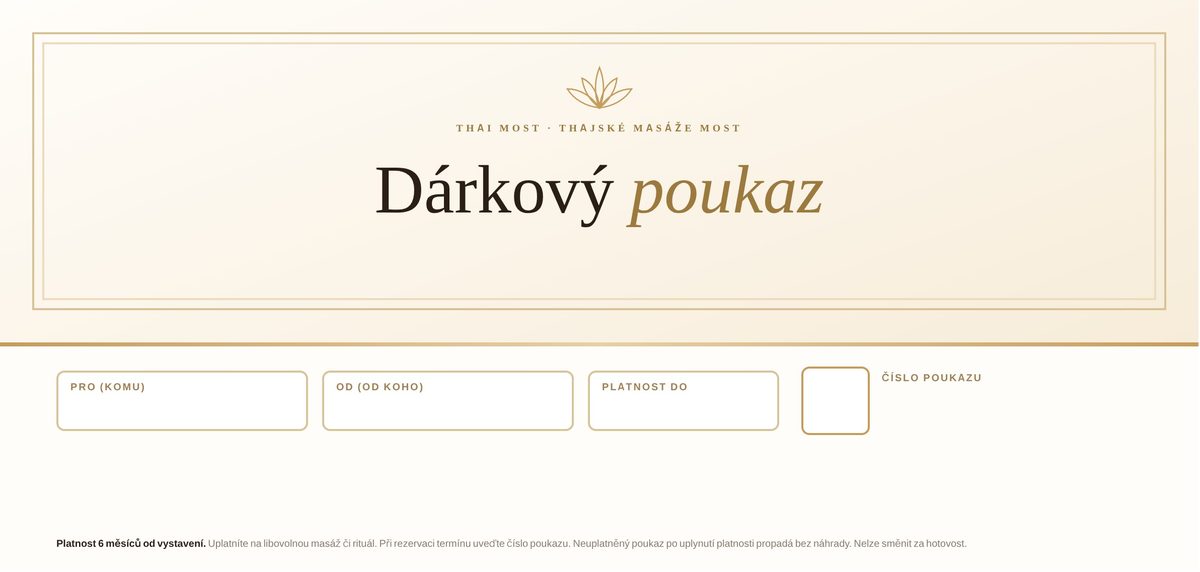 THAI MOST · THAJSKÉ MASÁŽE MOST
Dárkový poukaz
PRO (KOMU)
OD (OD KOHO)
PLATNOST DO
ČÍSLO POUKAZU
Platnost 6 měsíců od vystavení. Uplatníte na libovolnou masáž či rituál. Při rezervaci termínu uveďte číslo poukazu. Neuplatněný poukaz po uplynutí platnosti propadá bez náhrady. Nelze směnit za hotovost.